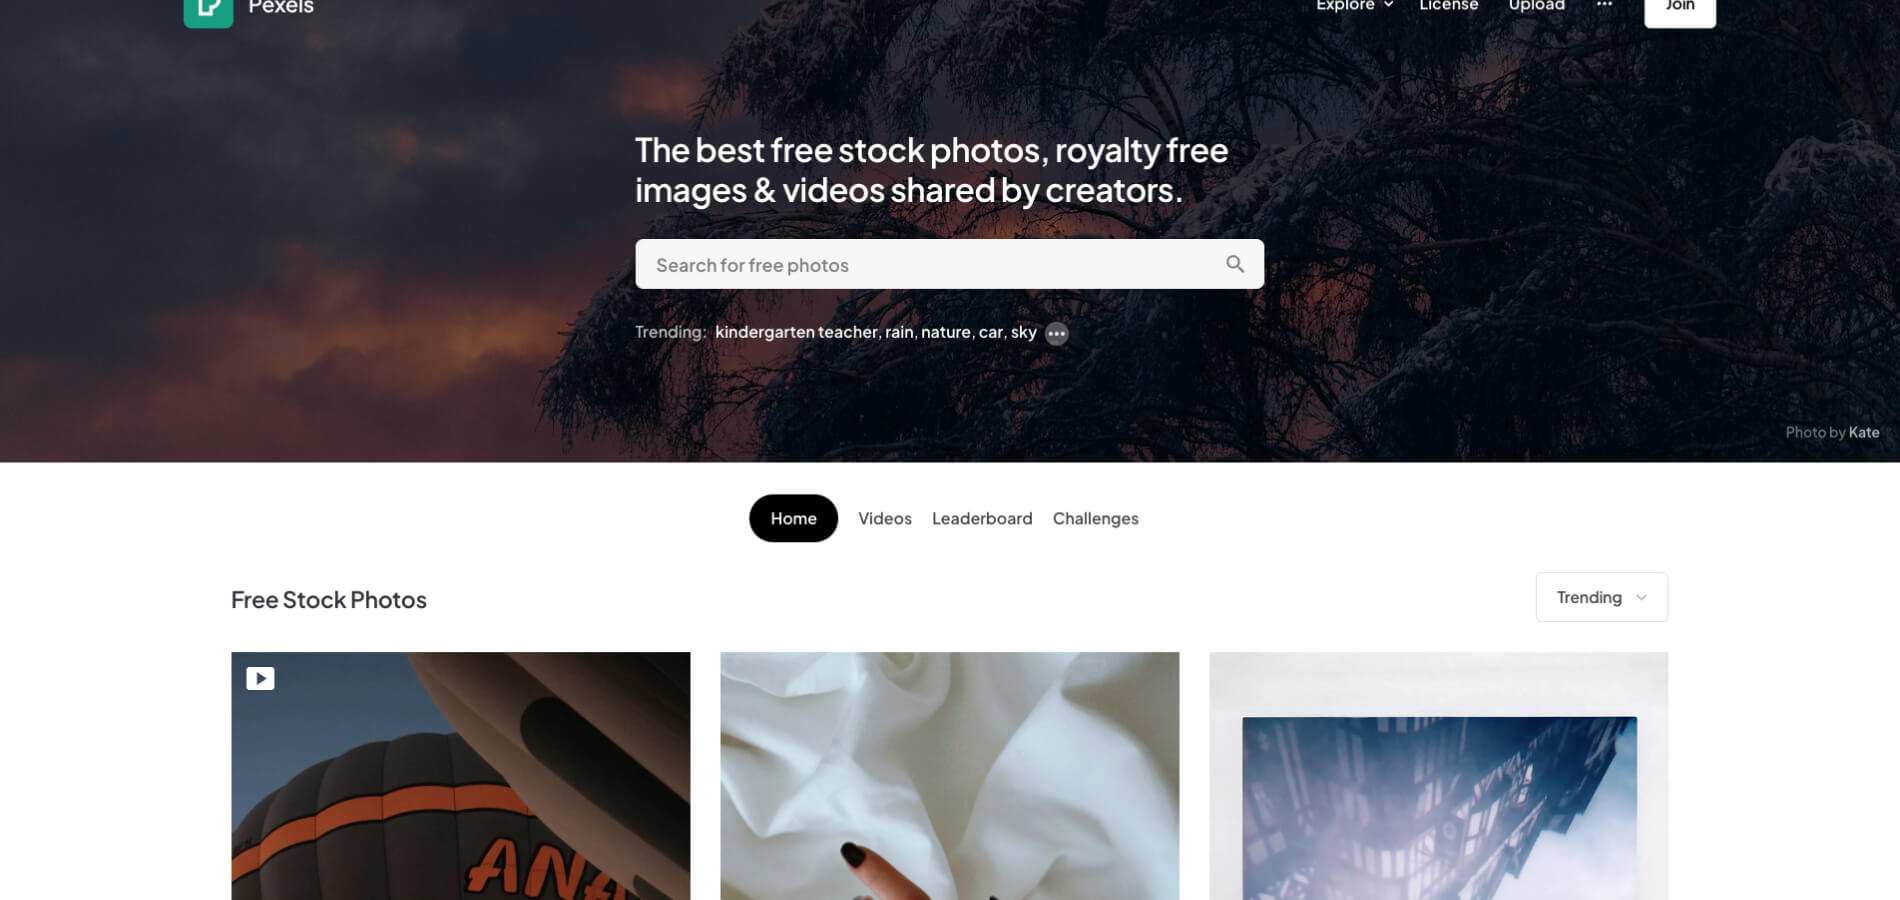 Pexels
Explore
License
Upload
Join
The best free stock photos, royalty free
images & videos shared by creators.
Search for free photos
Trending: kindergarten teacher, rain, nature, car, sky
Photo by Kate
Home
Videos
Leaderboard
Challenges
Free Stock Photos
Trending